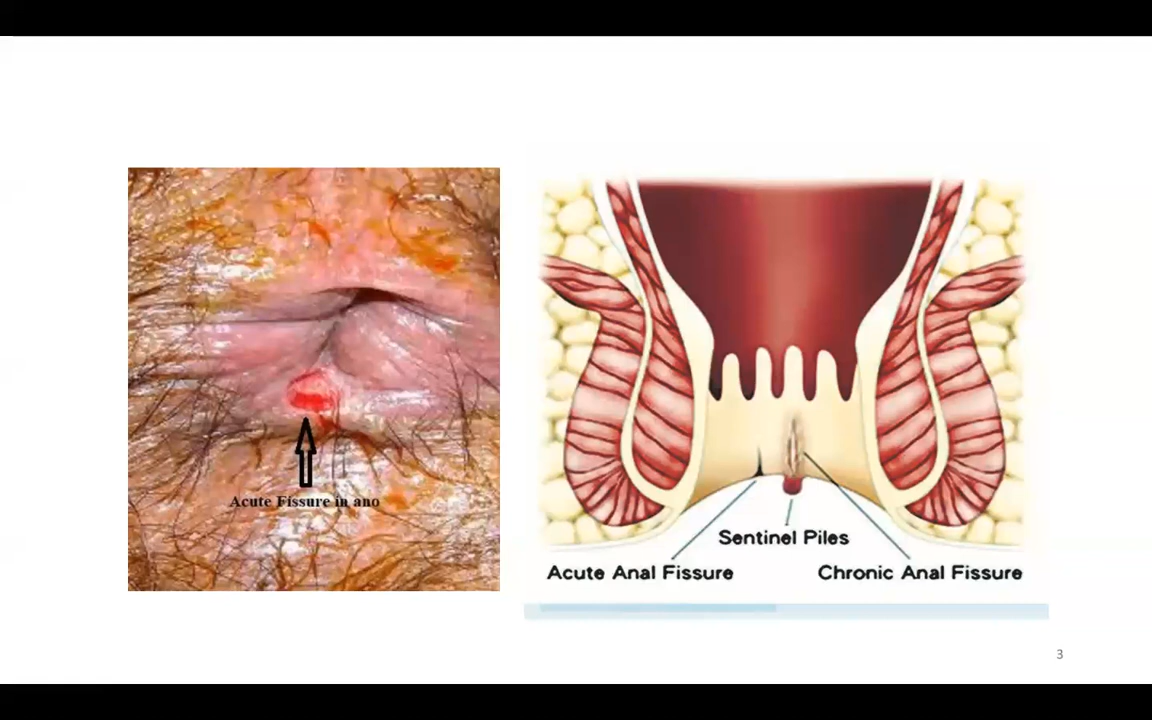 Acute Fissure in ano
Sentinel Piles
Acute Anal Fissure
Chronic Anal Fissure
3